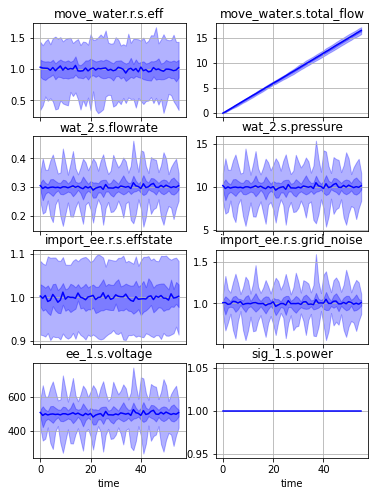 move_water.r.s.eff
move_water.s.total_flow
1.5
1.0
0.5
15
10
5
0
wat_2.s.flowrate
wat_2.s.pressure
0.4
0.3
0.2
15
10
5
import_ee.r.s.effstate
import_ee.r.s.grid_noise
1.1
1.0
0.9
1.5
1.0
ee_1.s.voltage
sig_1.s.power
600
400
1.05
1.00
0.95
0
20
40
0
20
40
time
time